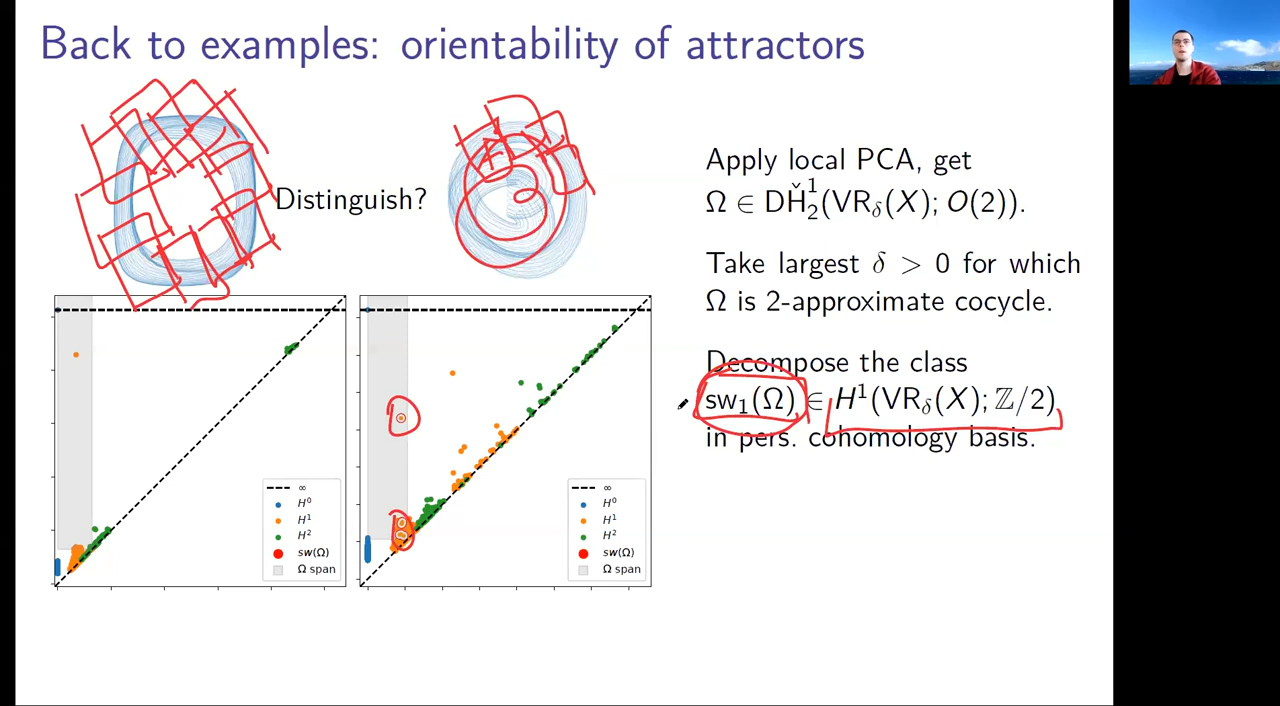 Back to examples: orientability of attractors
Distinguish?
Apply local PCA, get
Ω ∈ DȞ¹₂(VR_δ(X); O(2)).
Take largest δ > 0 for which
Ω is 2-approximate cocycle.
Decompose the class
sw₁(Ω) ∈ H¹(VR_δ(X); ℤ/2)
in pers. cohomology basis.
∞
H⁰
H¹
H²
sw(Ω)
Ω span
∞
H⁰
H¹
H²
sw(Ω)
Ω span